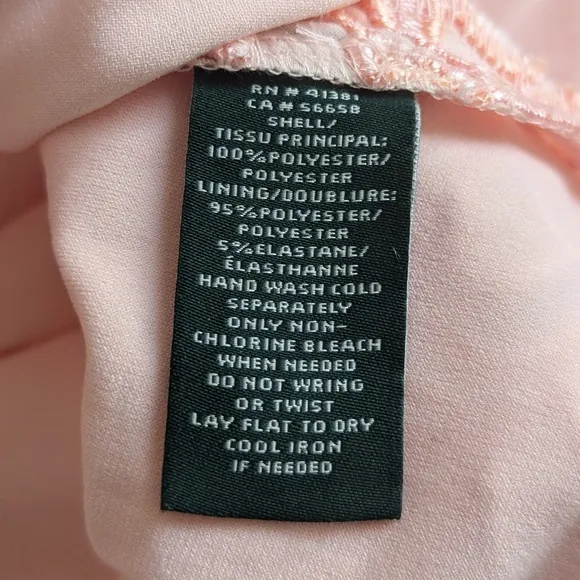 RN # 41381
CA # 56658
SHELL/
TISSU PRINCIPAL:
100%POLYESTER/
POLYESTER
LINING/DOUBLURE:
95%POLYESTER/
POLYESTER
5%ELASTANE/
ÉLASTHANNE
HAND WASH COLD
SEPARATELY
ONLY NON-
CHLORINE BLEACH
WHEN NEEDED
DO NOT WRING
OR TWIST
LAY FLAT TO DRY
COOL IRON
IF NEEDED